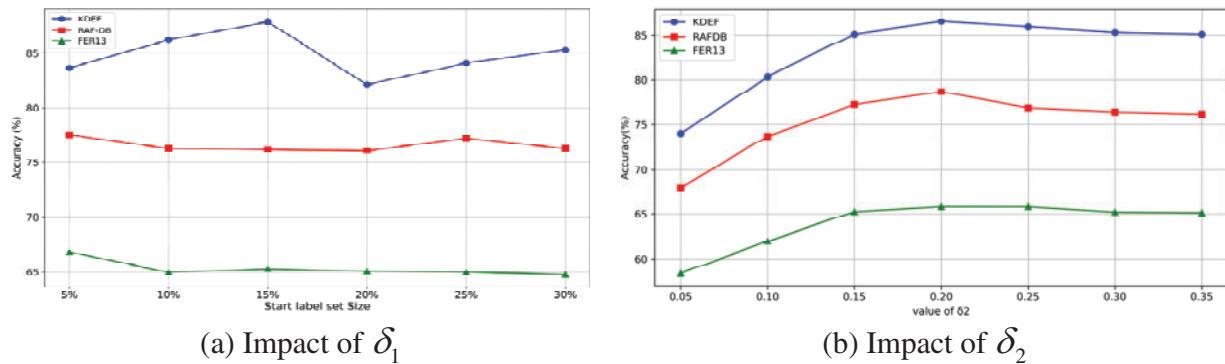 KDEF
RAF-DB
FER13
85
80
75
70
65
Accuracy (%)
5% 10% 15% 20% 25% 30%
Start label set Size
(a) Impact of δ1
KDEF
RAFDB
FER13
85
80
75
70
65
60
Accuracy(%)
0.05 0.10 0.15 0.20 0.25 0.30 0.35
value of δ2
(b) Impact of δ2